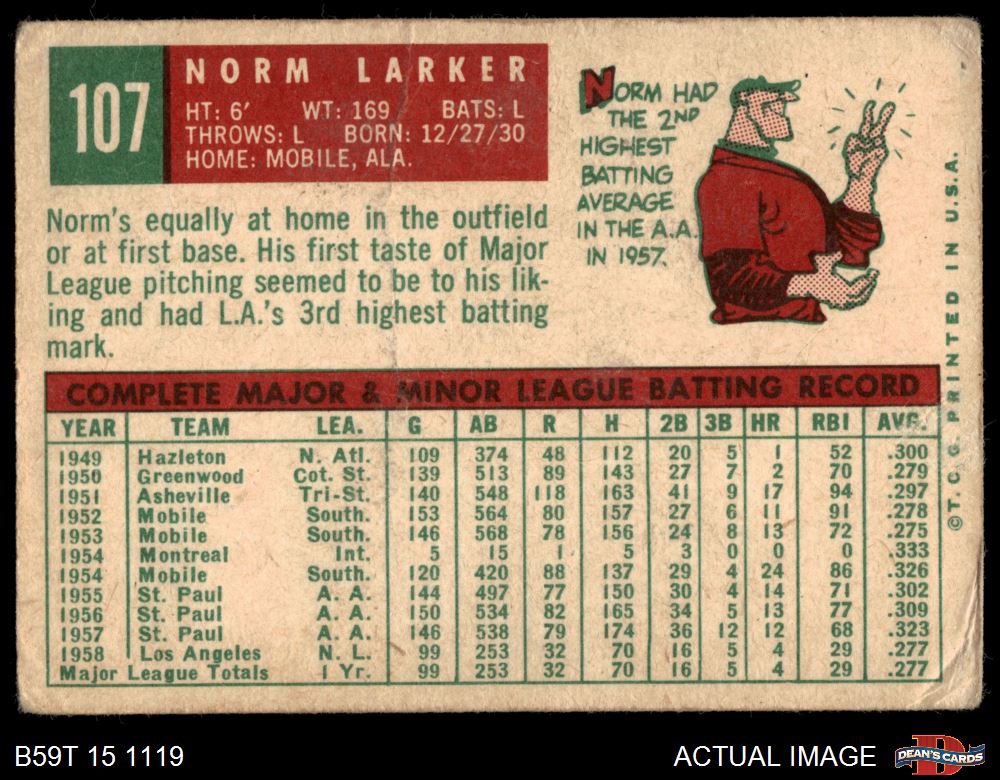 107
NORM LARKER
HT: 6' WT: 169 BATS: L
THROWS: L BORN: 12/27/30
HOME: MOBILE, ALA.
Norm's equally at home in the outfield
or at first base. His first taste of Major
League pitching seemed to be to his lik-
ing and had L.A.'s 3rd highest batting
mark.
NORM HAD
THE 2ND
HIGHEST
BATTING
AVERAGE
IN THE A.A.
IN 1957.
©T.C.G. PRINTED IN U.S.A.
COMPLETE MAJOR & MINOR LEAGUE BATTING RECORD
YEAR TEAM LEA. G AB R H 2B 3B HR RBI AVG.
1949 Hazleton N. Atl. 109 374 48 112 20 5 1 52 .300
1950 Greenwood Cot. St. 139 513 89 143 27 7 2 70 .279
1951 Asheville Tri-St. 140 548 118 163 41 9 17 94 .297
1952 Mobile South. 153 564 80 157 27 6 11 91 .278
1953 Mobile South. 146 568 78 156 24 8 13 72 .275
1954 Montreal Int. 5 15 1 5 3 0 0 0 .333
1954 Mobile South. 120 420 88 137 29 4 24 86 .326
1955 St. Paul A. A. 144 497 77 150 30 4 14 71 .302
1956 St. Paul A. A. 150 534 82 165 34 5 13 77 .309
1957 St. Paul A. A. 146 538 79 174 36 12 12 68 .323
1958 Los Angeles N. L. 99 253 32 70 16 5 4 29 .277
Major League Totals 1 Yr. 99 253 32 70 16 5 4 29 .277
B59T 15 1119
ACTUAL IMAGE
DEAN'S CARDS